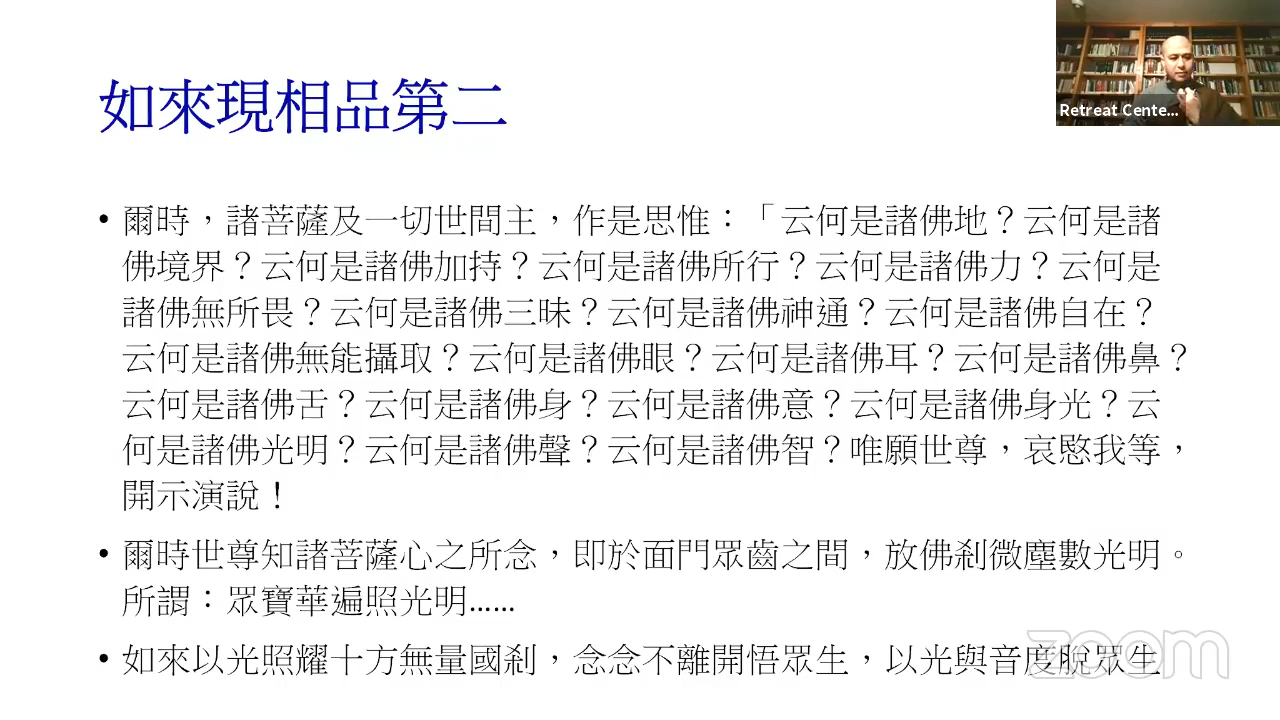 如來現相品第二
Retreat Cente...
• 爾時，諸菩薩及一切世間主，作是思惟：「云何是諸佛地？云何是諸
佛境界？云何是諸佛加持？云何是諸佛所行？云何是諸佛力？云何是
諸佛無所畏？云何是諸佛三昧？云何是諸佛神通？云何是諸佛自在？
云何是諸佛無能攝取？云何是諸佛眼？云何是諸佛耳？云何是諸佛鼻？
云何是諸佛舌？云何是諸佛身？云何是諸佛意？云何是諸佛身光？云
何是諸佛光明？云何是諸佛聲？云何是諸佛智？唯願世尊，哀愍我等，
開示演說！
• 爾時世尊知諸菩薩心之所念，即於面門眾齒之間，放佛剎微塵數光明。
所謂：眾寶華遍照光明……
• 如來以光照耀十方無量國剎，念念不離開悟眾生，以光與音度脫眾生
zoom